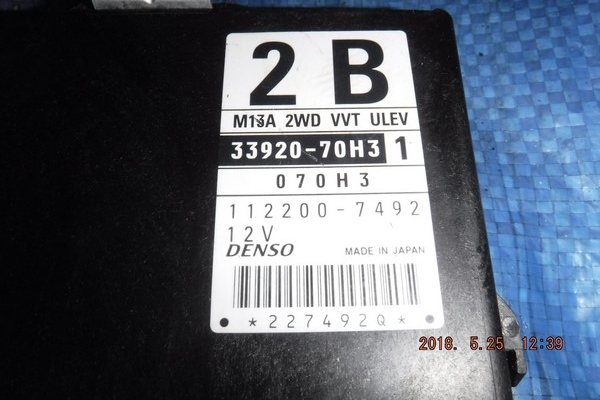 2 B
M13A 2WD VVT ULEV
33920-70H3 1
070H3
112200-7492
12V
DENSO MADE IN JAPAN
*227492Q*
2018. 5.25 12:39